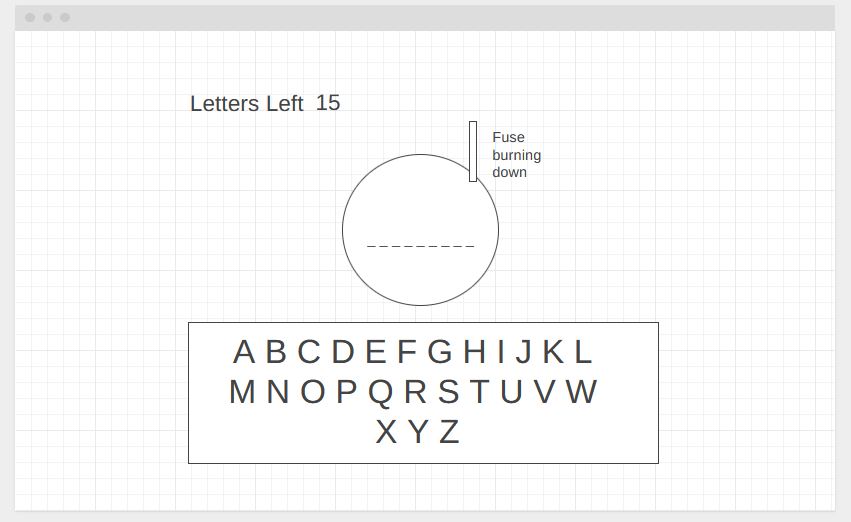 Letters Left 15
Fuse
burning
down
_ _ _ _ _ _ _ _ _
A B C D E F G H I J K L
M N O P Q R S T U V W
X Y Z